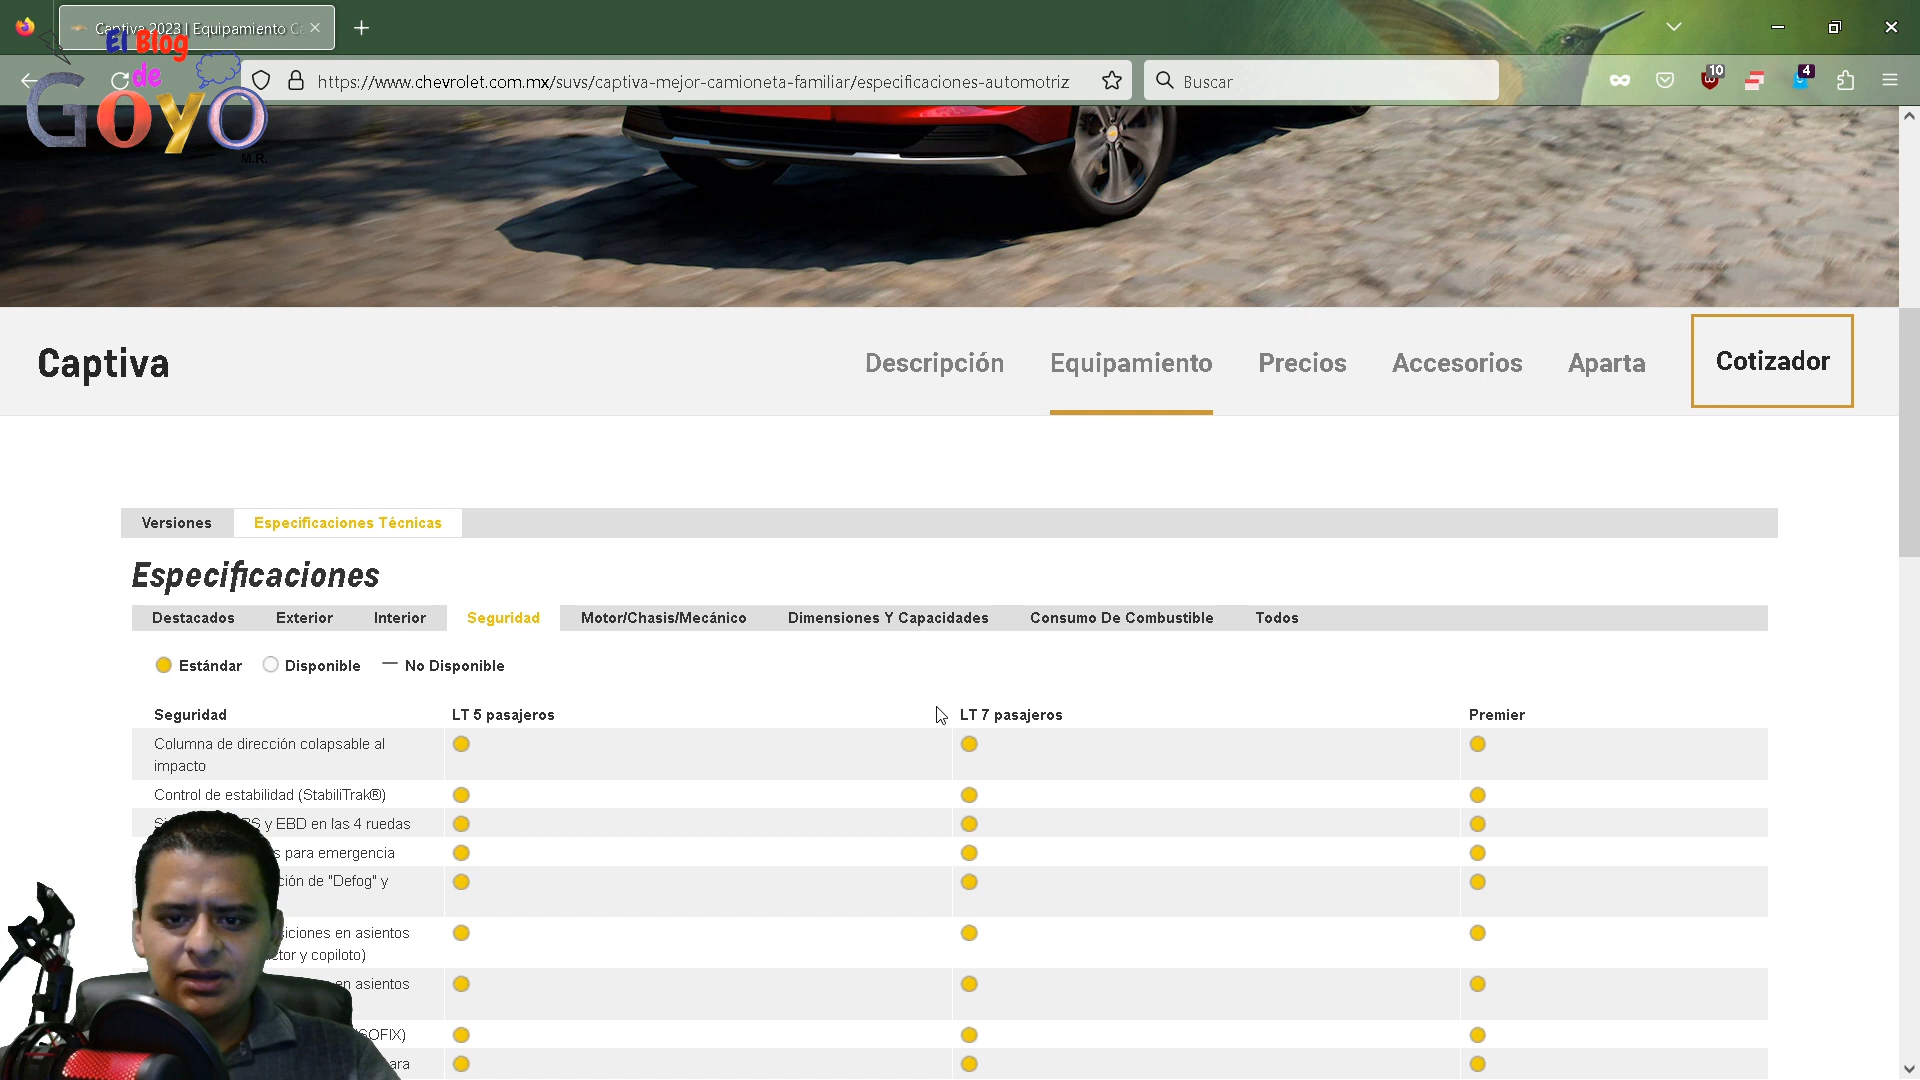 Captiva 2023 | Equipamiento Ca
El Blog
de
GOYO
M.R.
https://www.chevrolet.com.mx/suvs/captiva-mejor-camioneta-familiar/especificaciones-automotriz
Buscar
10
4
Captiva
Descripción
Equipamiento
Precios
Accesorios
Aparta
Cotizador
Versiones
Especificaciones Técnicas
Especificaciones
Destacados
Exterior
Interior
Seguridad
Motor/Chasis/Mecánico
Dimensiones Y Capacidades
Consumo De Combustible
Todos
Estándar
Disponible
No Disponible
Seguridad
LT 5 pasajeros
LT 7 pasajeros
Premier
Columna de dirección colapsable al
impacto
Control de estabilidad (StabiliTrak®)
y EBD en las 4 ruedas
para emergencia
de "Defog" y
en asientos
y copiloto)
en asientos